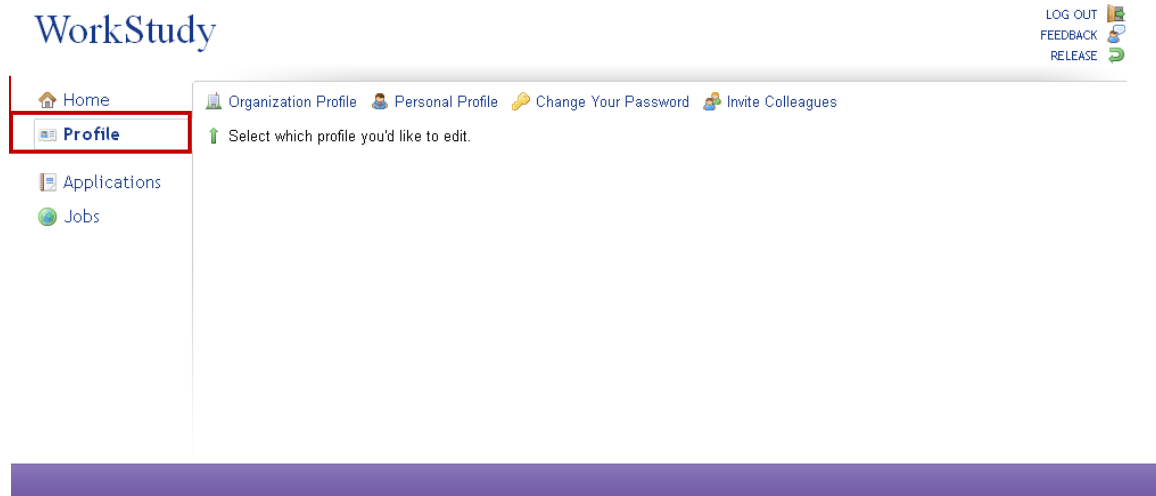 WorkStudy
LOG OUT
FEEDBACK
RELEASE
Home
Profile
Applications
Jobs
Organization Profile Personal Profile Change Your Password Invite Colleagues
Select which profile you'd like to edit.